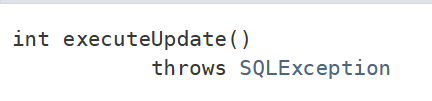 int executeUpdate()
throws SQLException